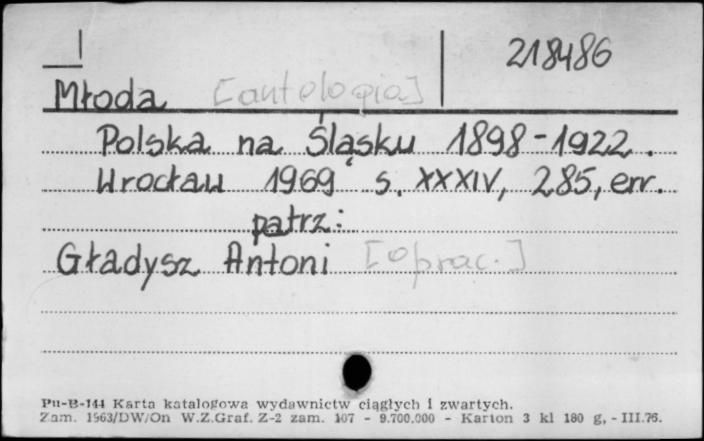 218486
Młoda [antologia]
Polska na Śląsku 1898-1922.
Wrocław 1969 s. XXXIV, 285, err.
patrz:
Gładysz Antoni [oprac.]
Pu-B-144 Karta katalogowa wydawnictw ciągłych i zwartych.
Zam. 1563/DW/On W.Z.Graf. Z-2 zam. 107 - 9.700.000 - Karton 3 kl 180 g, - III.76.